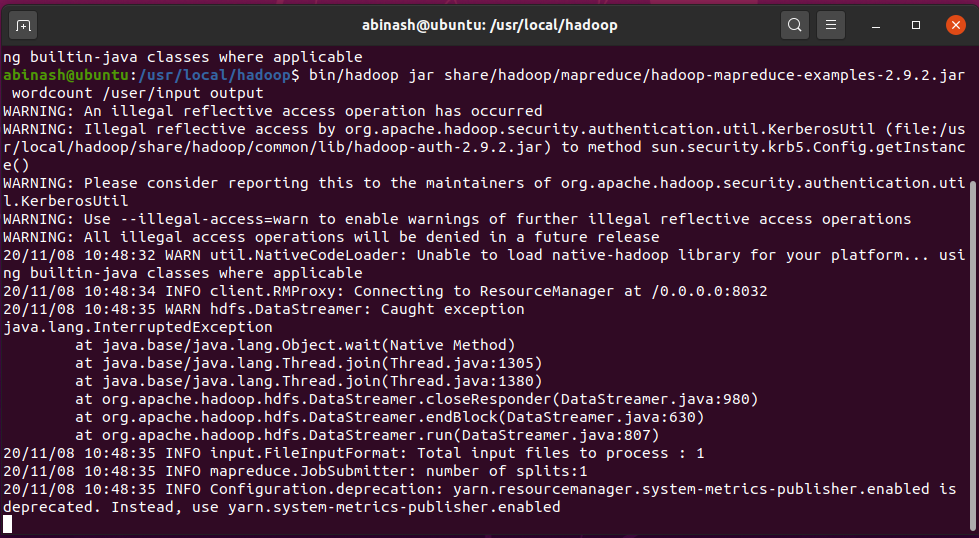 abinash@ubuntu: /usr/local/hadoop
ng builtin-java classes where applicable
abinash@ubuntu:/usr/local/hadoop$ bin/hadoop jar share/hadoop/mapreduce/hadoop-mapreduce-examples-2.9.2.jar
 wordcount /user/input output
WARNING: An illegal reflective access operation has occurred
WARNING: Illegal reflective access by org.apache.hadoop.security.authentication.util.KerberosUtil (file:/us
r/local/hadoop/share/hadoop/common/lib/hadoop-auth-2.9.2.jar) to method sun.security.krb5.Config.getInstanc
e()
WARNING: Please consider reporting this to the maintainers of org.apache.hadoop.security.authentication.uti
l.KerberosUtil
WARNING: Use --illegal-access=warn to enable warnings of further illegal reflective access operations
WARNING: All illegal access operations will be denied in a future release
20/11/08 10:48:32 WARN util.NativeCodeLoader: Unable to load native-hadoop library for your platform... usi
ng builtin-java classes where applicable
20/11/08 10:48:34 INFO client.RMProxy: Connecting to ResourceManager at /0.0.0.0:8032
20/11/08 10:48:35 WARN hdfs.DataStreamer: Caught exception
java.lang.InterruptedException
        at java.base/java.lang.Object.wait(Native Method)
        at java.base/java.lang.Thread.join(Thread.java:1305)
        at java.base/java.lang.Thread.join(Thread.java:1380)
        at org.apache.hadoop.hdfs.DataStreamer.closeResponder(DataStreamer.java:980)
        at org.apache.hadoop.hdfs.DataStreamer.endBlock(DataStreamer.java:630)
        at org.apache.hadoop.hdfs.DataStreamer.run(DataStreamer.java:807)
20/11/08 10:48:35 INFO input.FileInputFormat: Total input files to process : 1
20/11/08 10:48:35 INFO mapreduce.JobSubmitter: number of splits:1
20/11/08 10:48:35 INFO Configuration.deprecation: yarn.resourcemanager.system-metrics-publisher.enabled is
deprecated. Instead, use yarn.system-metrics-publisher.enabled